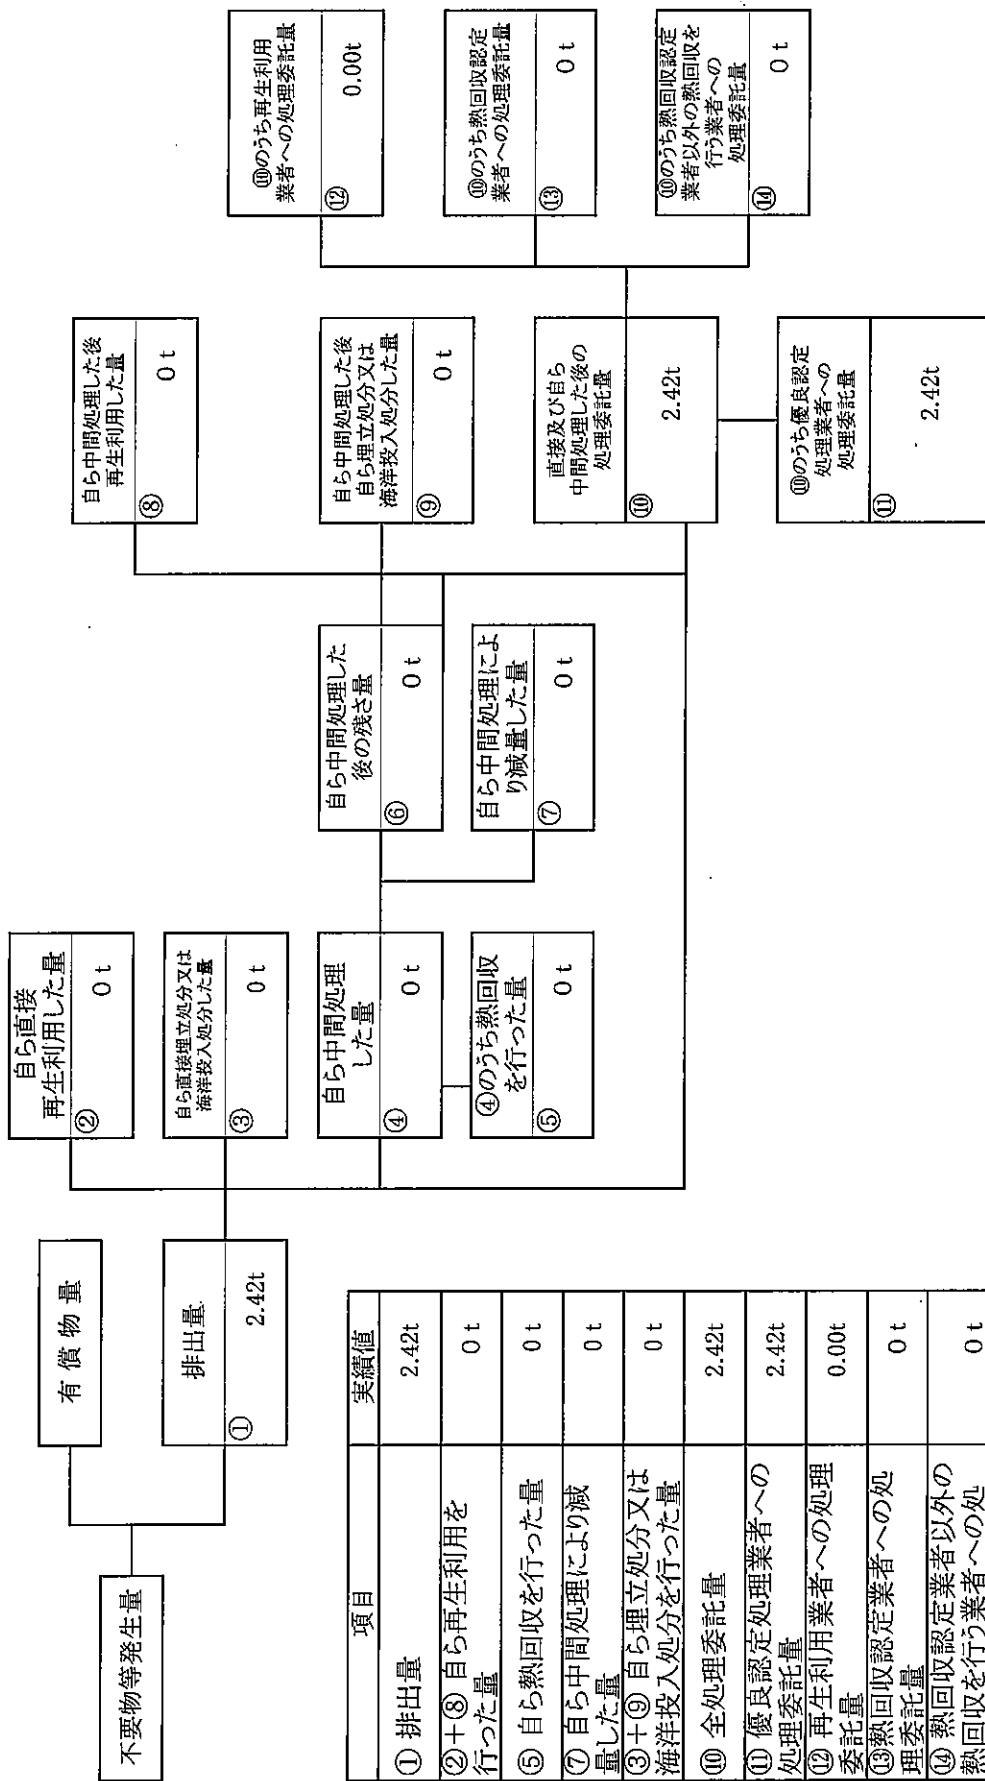 不要物等発生量
有償物量
排出量
①
2.42t
自ら直接
再生利用した量
②
0t
自ら直接埋立処分又は
海洋投入処分した量
③
0t
自ら中間処理
した量
④
0t
④のうち熱回収
を行った量
⑤
0t
自ら中間処理した
後の残さ量
⑥
0t
自ら中間処理によ
り減量した量
⑦
0t
自ら中間処理した後
再生利用した量
⑧
0t
自ら中間処理した後
自ら埋立処分又は
海洋投入処分した量
⑨
0t
直接及び自ら
中間処理した後の
処理委託量
⑩
2.42t
⑩のうち優良認定
処理業者への
処理委託量
⑪
2.42t
⑩のうち再生利用
業者への処理委託量
⑫
0.00t
⑩のうち熱回収認定
業者への処理委託量
⑬
0t
⑩のうち熱回収認定
業者以外の熱回収を
行う業者への
処理委託量
⑭
0t
項目 実績値
① 排出量 2.42t
②+⑧ 自ら再生利用を
行った量 0t
⑤ 自ら熱回収を行った量 0t
⑦ 自ら中間処理により減
量した量 0t
③+⑨ 自ら埋立処分又は
海洋投入処分を行った量 0t
⑩ 全処理委託量 2.42t
⑪ 優良認定処理業者への
処理委託量 2.42t
⑫ 再生利用業者への処理
委託量 0.00t
⑬熱回収認定業者への処
理委託量 0t
⑭ 熱回収認定業者以外の
熱回収を行う業者への処 0t